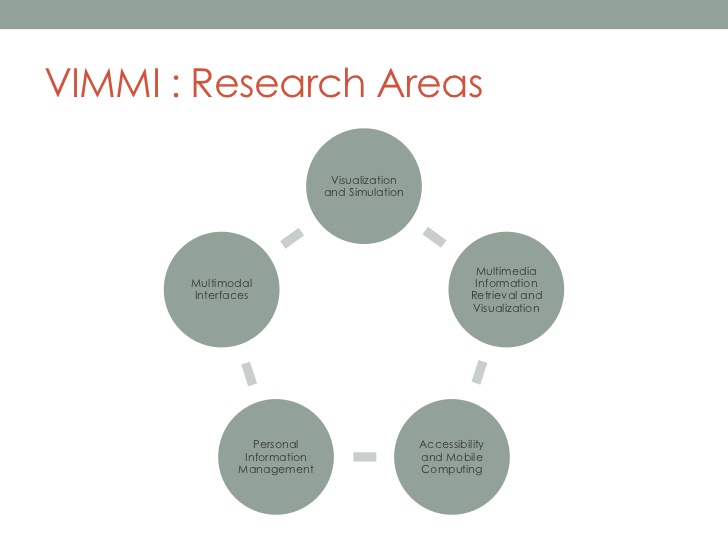 VIMMI : Research Areas
Visualization
and Simulation
Multimedia
Information
Retrieval and
Visualization
Accessibility
and Mobile
Computing
Personal
Information
Management
Multimodal
Interfaces